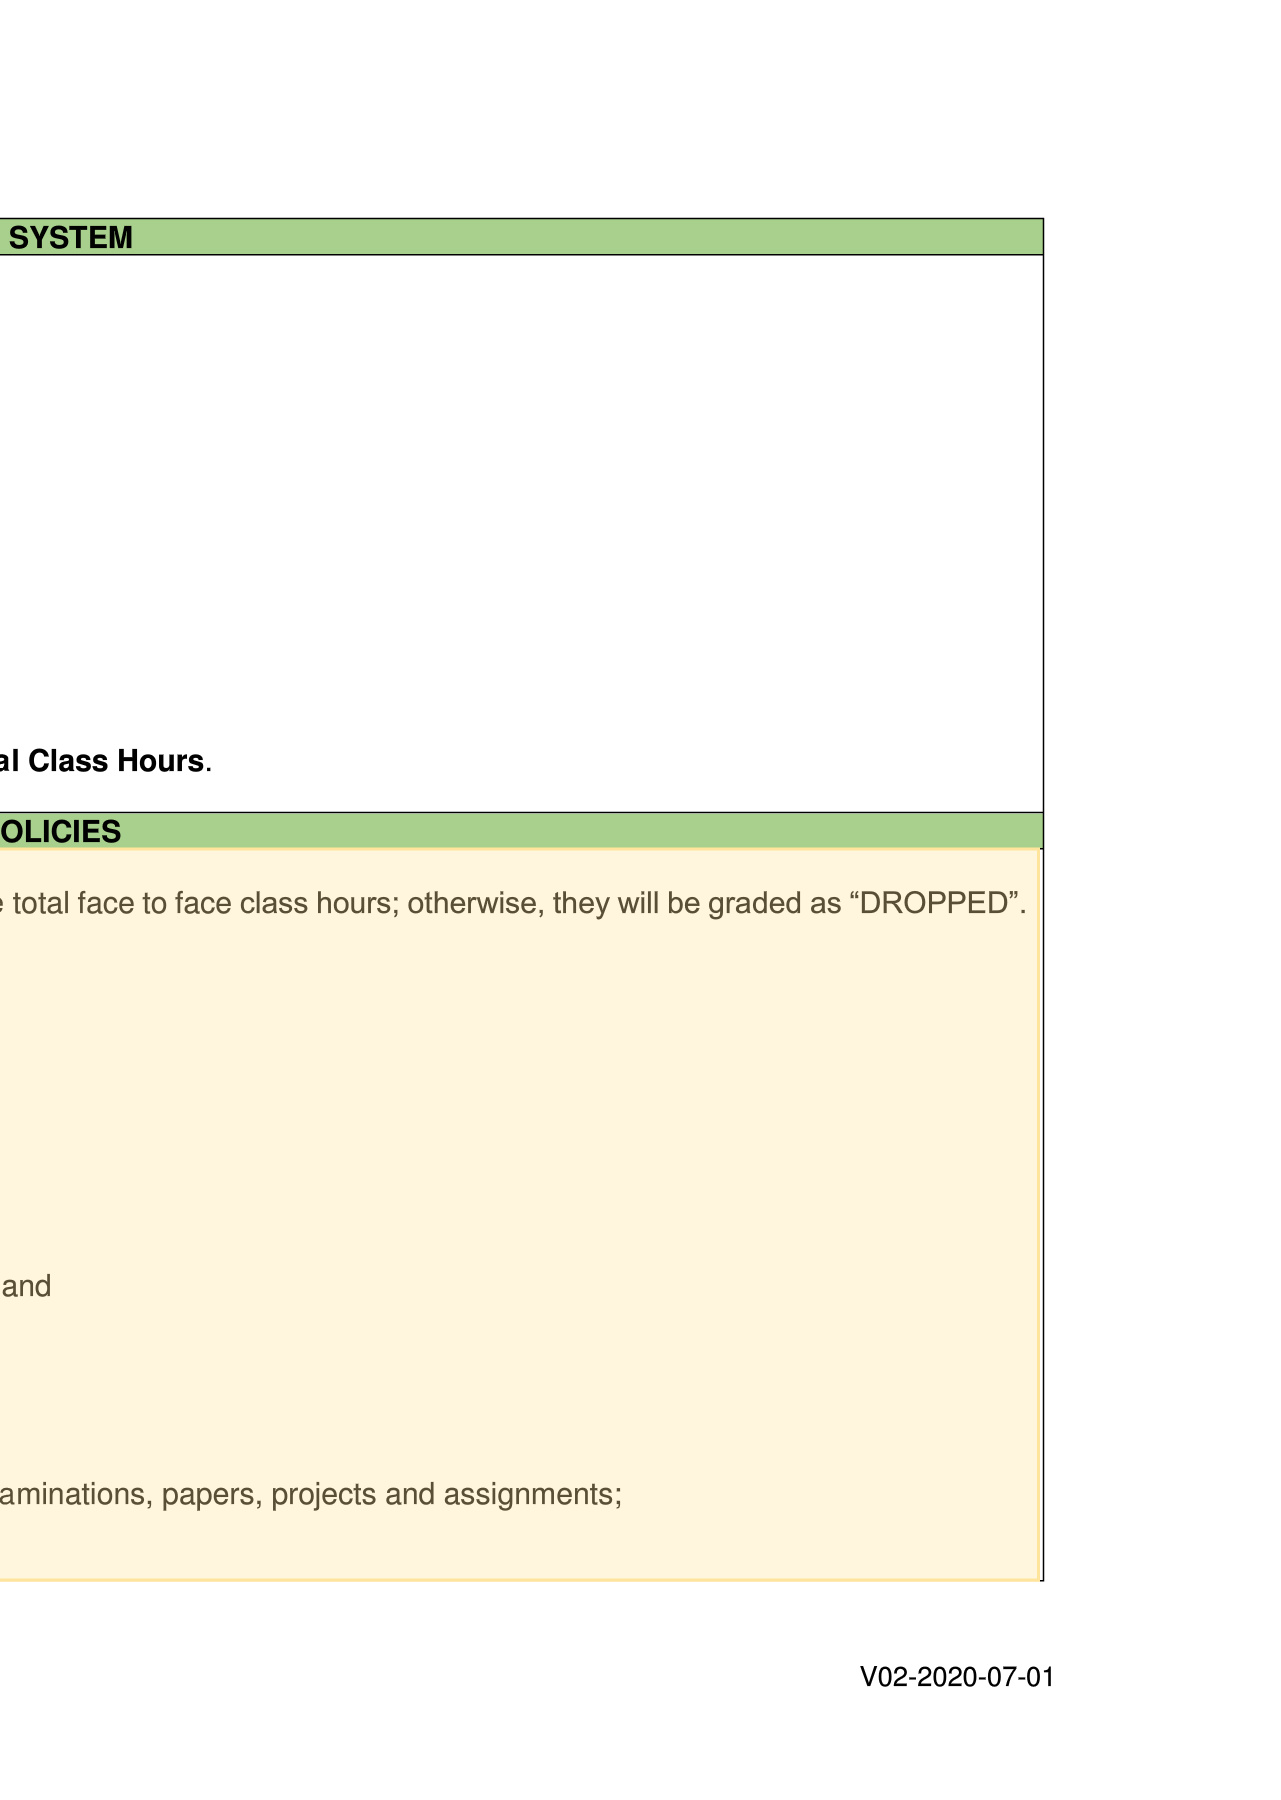 SYSTEM
al Class Hours.
OLICIES
e total face to face class hours; otherwise, they will be graded as “DROPPED”.
and
aminations, papers, projects and assignments;
V02-2020-07-01